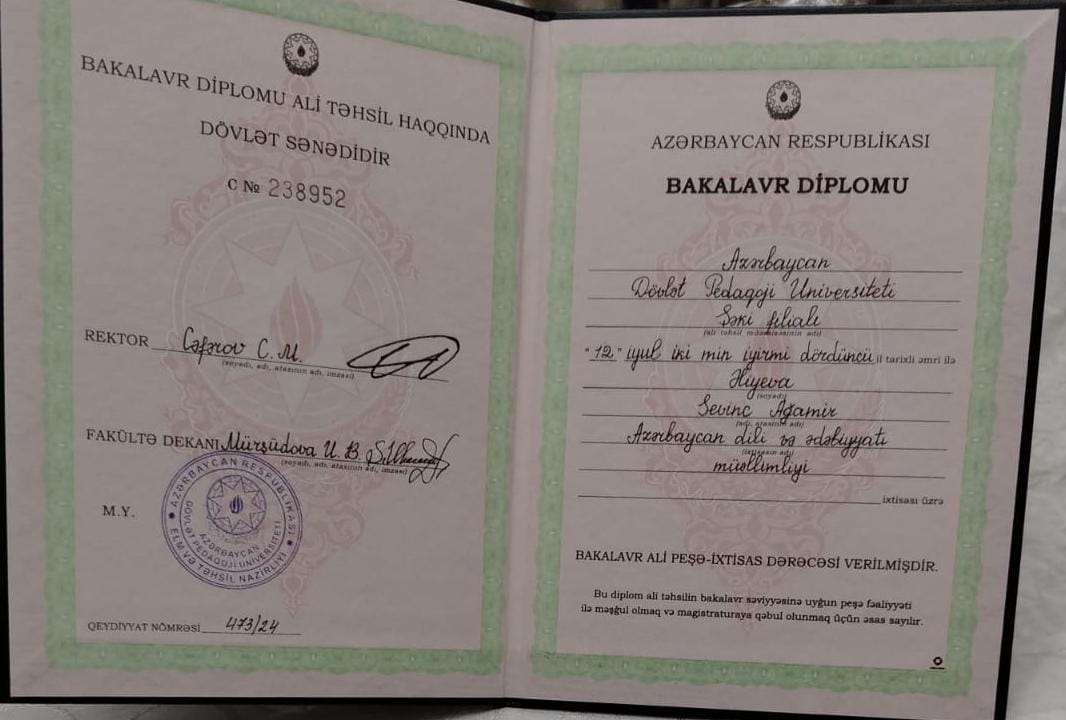 BAKALAVR DİPLOMU ALİ TƏHSİL HAQQINDA
DÖVLƏT SƏNƏDİDİR
C № 238952
REKTOR Cəfərov C. M.
(soyadı, adı, atasının adı, imzası)
FAKÜLTƏ DEKANI Mürşüdova U. B.
(soyadı, adı, atasının adı, imzası)
M.Y.
AZƏRBAYCAN RESPUBLİKASI
ELM VƏ TƏHSİL NAZİRLİYİ
AZƏRBAYCAN
DÖVLƏT PEDAQOJİ UNİVERSİTETİ
QEYDİYYAT NÖMRƏSİ 473/24
AZƏRBAYCAN RESPUBLİKASI
BAKALAVR DİPLOMU
Azərbaycan
Dövlət Pedaqoji Universiteti
Şəki filialı
(ali təhsil müəssisəsinin adı)
"12" iyul iki min iyirmi dördüncü il tarixli əmri ilə
(soyadı)
Sevinc Ağamir
(adı, atasının adı)
Azərbaycan dili və ədəbiyyatı
(ixtisasın adı)
müəllimliyi
ixtisası üzrə
BAKALAVR ALİ PEŞƏ-İXTİSAS DƏRƏCƏSİ VERİLMİŞDİR.
Bu diplom ali təhsilin bakalavr səviyyəsinə uyğun peşə fəaliyyəti
ilə məşğul olmaq və magistraturaya qəbul olunmaq üçün əsas sayılır.